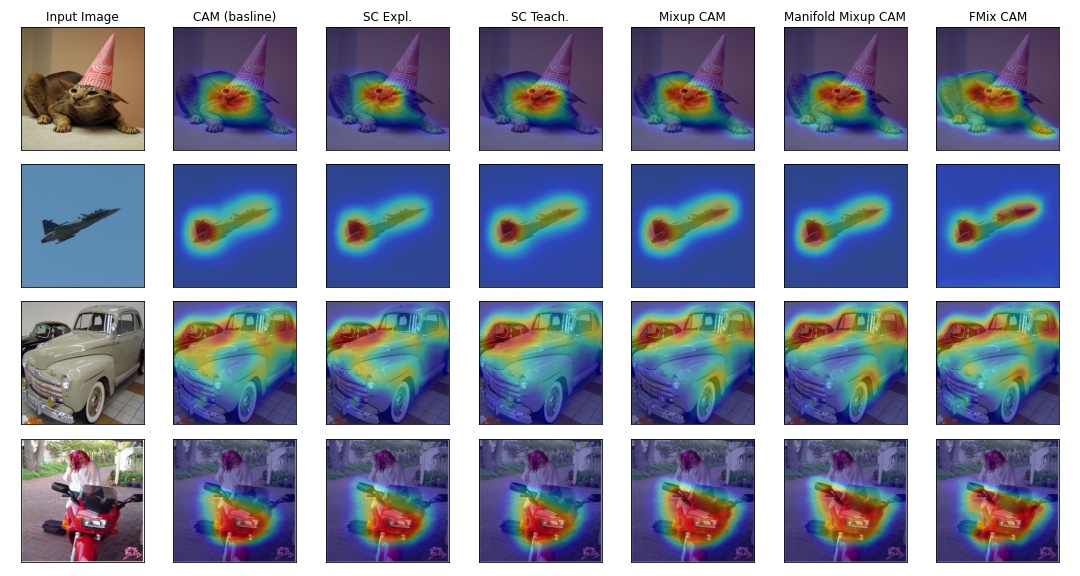 Input Image
CAM (basline)
SC Expl.
SC Teach.
Mixup CAM
Manifold Mixup CAM
FMix CAM